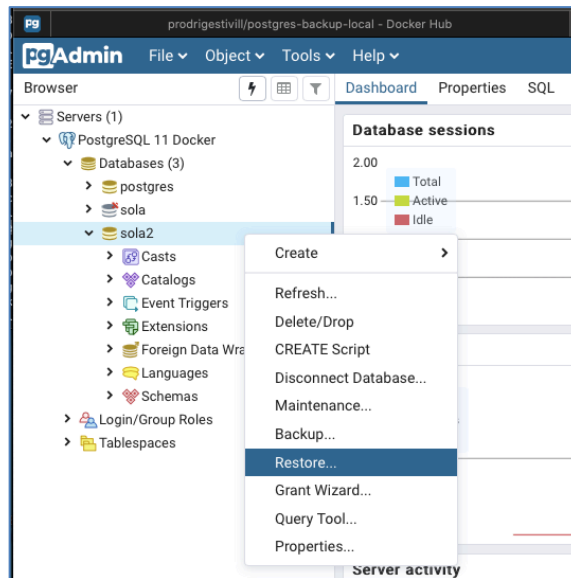 Pg prodrigestivill/postgres-backup-local - Docker Hub
pgAdmin File Object Tools Help
Browser Dashboard Properties SQL
Servers (1)
PostgreSQL 11 Docker
Databases (3)
postgres
sola
sola2
Casts
Catalogs
Event Triggers
Extensions
Foreign Data Wra
Languages
Schemas
Login/Group Roles
Tablespaces
Create
Refresh...
Delete/Drop
CREATE Script
Disconnect Database...
Maintenance...
Backup...
Restore...
Grant Wizard...
Query Tool...
Properties...
Database sessions
2.00
Total
1.50 Active
Idle
Server activity